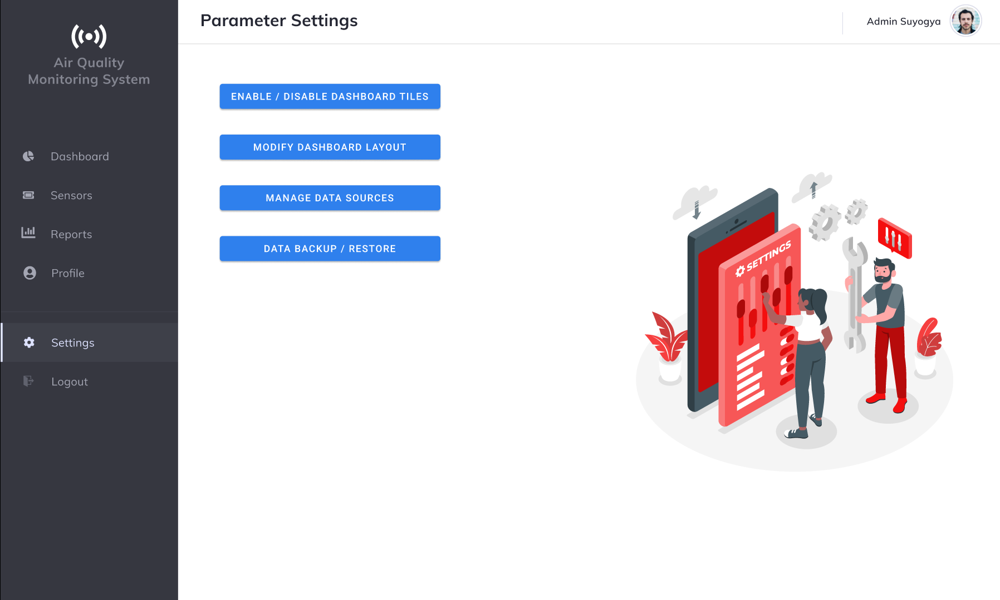 Air Quality
Monitoring System
Dashboard
Sensors
Reports
Profile
Settings
Logout
Parameter Settings
Admin Suyogya
ENABLE / DISABLE DASHBOARD TILES
MODIFY DASHBOARD LAYOUT
MANAGE DATA SOURCES
DATA BACKUP / RESTORE
SETTINGS